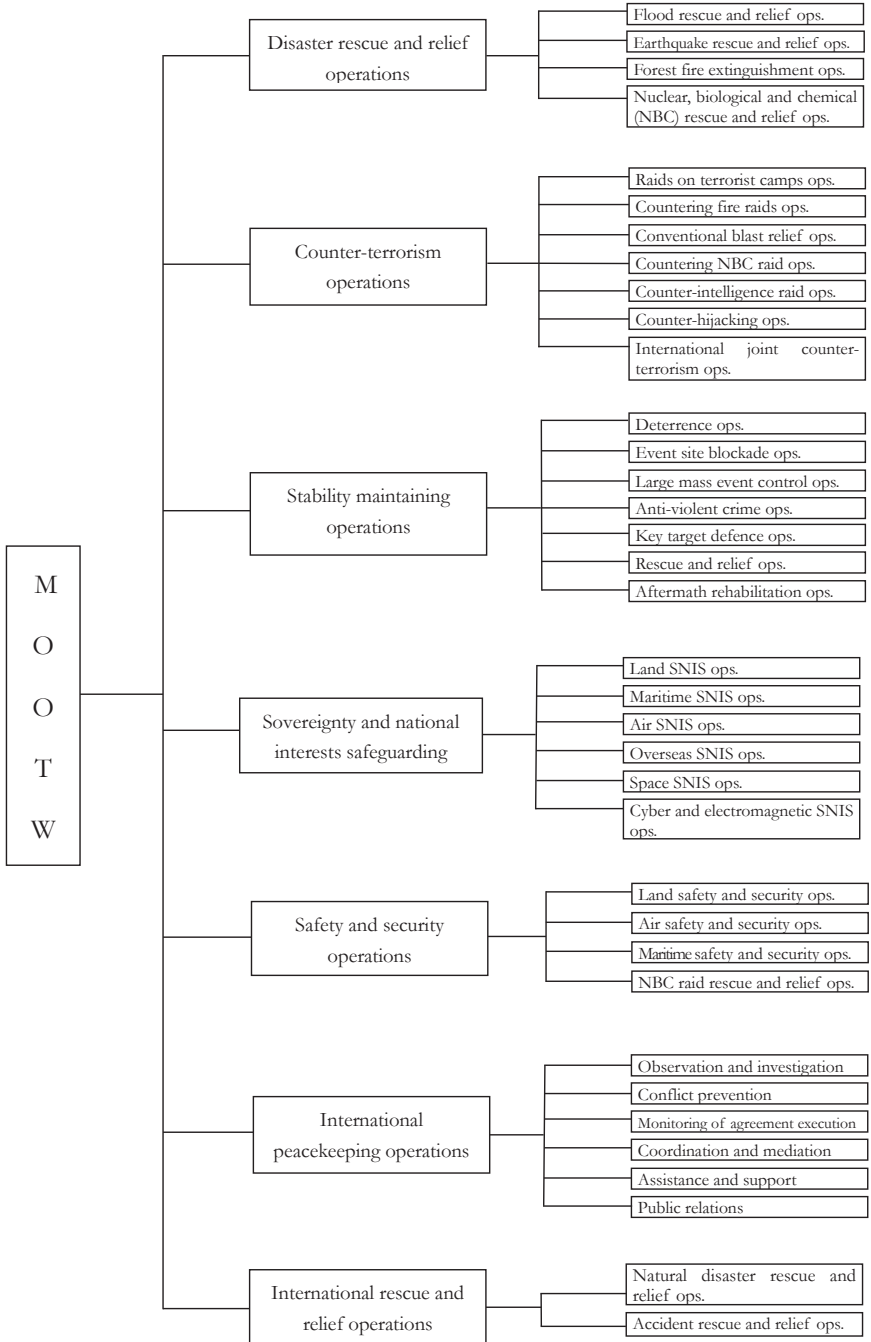 M
O
O
T
W
Disaster rescue and relief
operations
Flood rescue and relief ops.
Earthquake rescue and relief ops.
Forest fire extinguishment ops.
Nuclear, biological and chemical
(NBC) rescue and relief ops.
Counter-terrorism
operations
Raids on terrorist camps ops.
Countering fire raids ops.
Conventional blast relief ops.
Countering NBC raid ops.
Counter-intelligence raid ops.
Counter-hijacking ops.
International joint counter-
terrorism ops.
Stability maintaining
operations
Deterrence ops.
Event site blockade ops.
Large mass event control ops.
Anti-violent crime ops.
Key target defence ops.
Rescue and relief ops.
Aftermath rehabilitation ops.
Sovereignty and national
interests safeguarding
Land SNIS ops.
Maritime SNIS ops.
Air SNIS ops.
Overseas SNIS ops.
Space SNIS ops.
Cyber and electromagnetic SNIS
ops.
Safety and security
operations
Land safety and security ops.
Air safety and security ops.
Maritime safety and security ops.
NBC raid rescue and relief ops.
International
peacekeeping operations
Observation and investigation
Conflict prevention
Monitoring of agreement execution
Coordination and mediation
Assistance and support
Public relations
International rescue and
relief operations
Natural disaster rescue and
relief ops.
Accident rescue and relief ops.